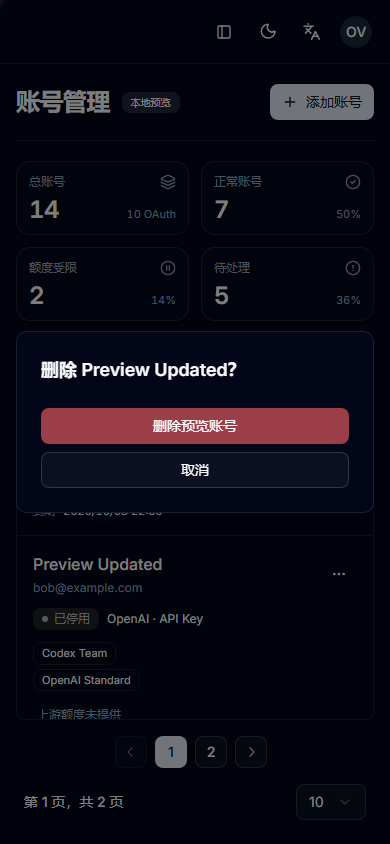 OV
账号管理 本地预览
+ 添加账号
总账号
14
10 OAuth
正常账号
7
50%
额度受限
2
14%
待处理
5
36%
删除 Preview Updated?
删除预览账号
取消
Preview Updated
bob@example.com
已停用 OpenAI · API Key
Codex Team
OpenAI Standard
上游额度未提供
1 2
第 1 页，共 2 页
10